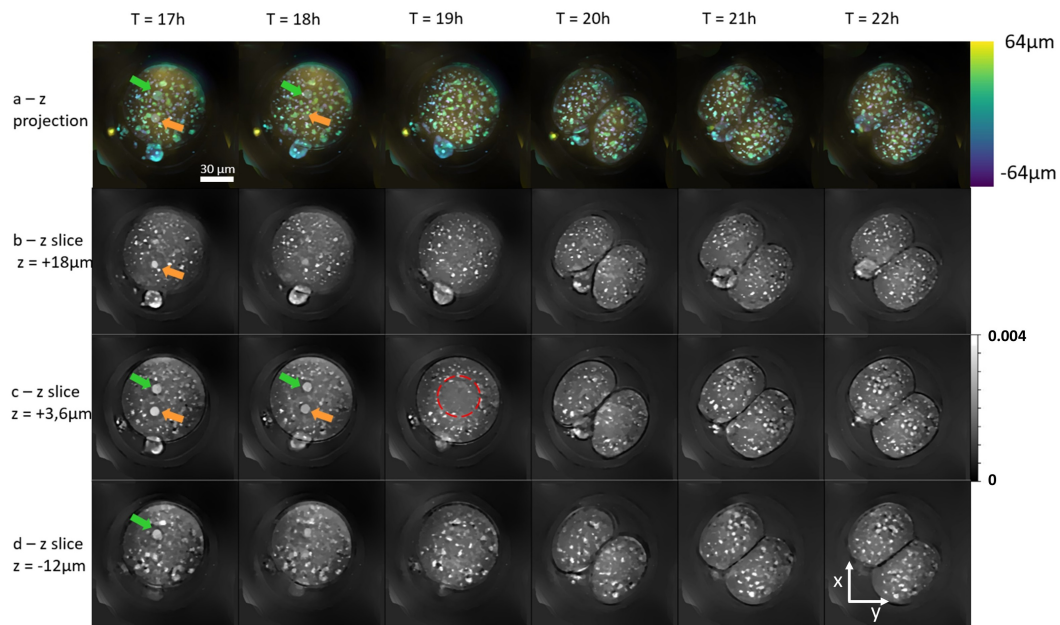 T = 17h T = 18h T = 19h T = 20h T = 21h T = 22h
64µm
a – z
projection
30 µm
-64µm
b – z slice
z = +18µm
0.004
c – z slice
z = +3,6µm
0
d – z slice
z = -12µm
x
y